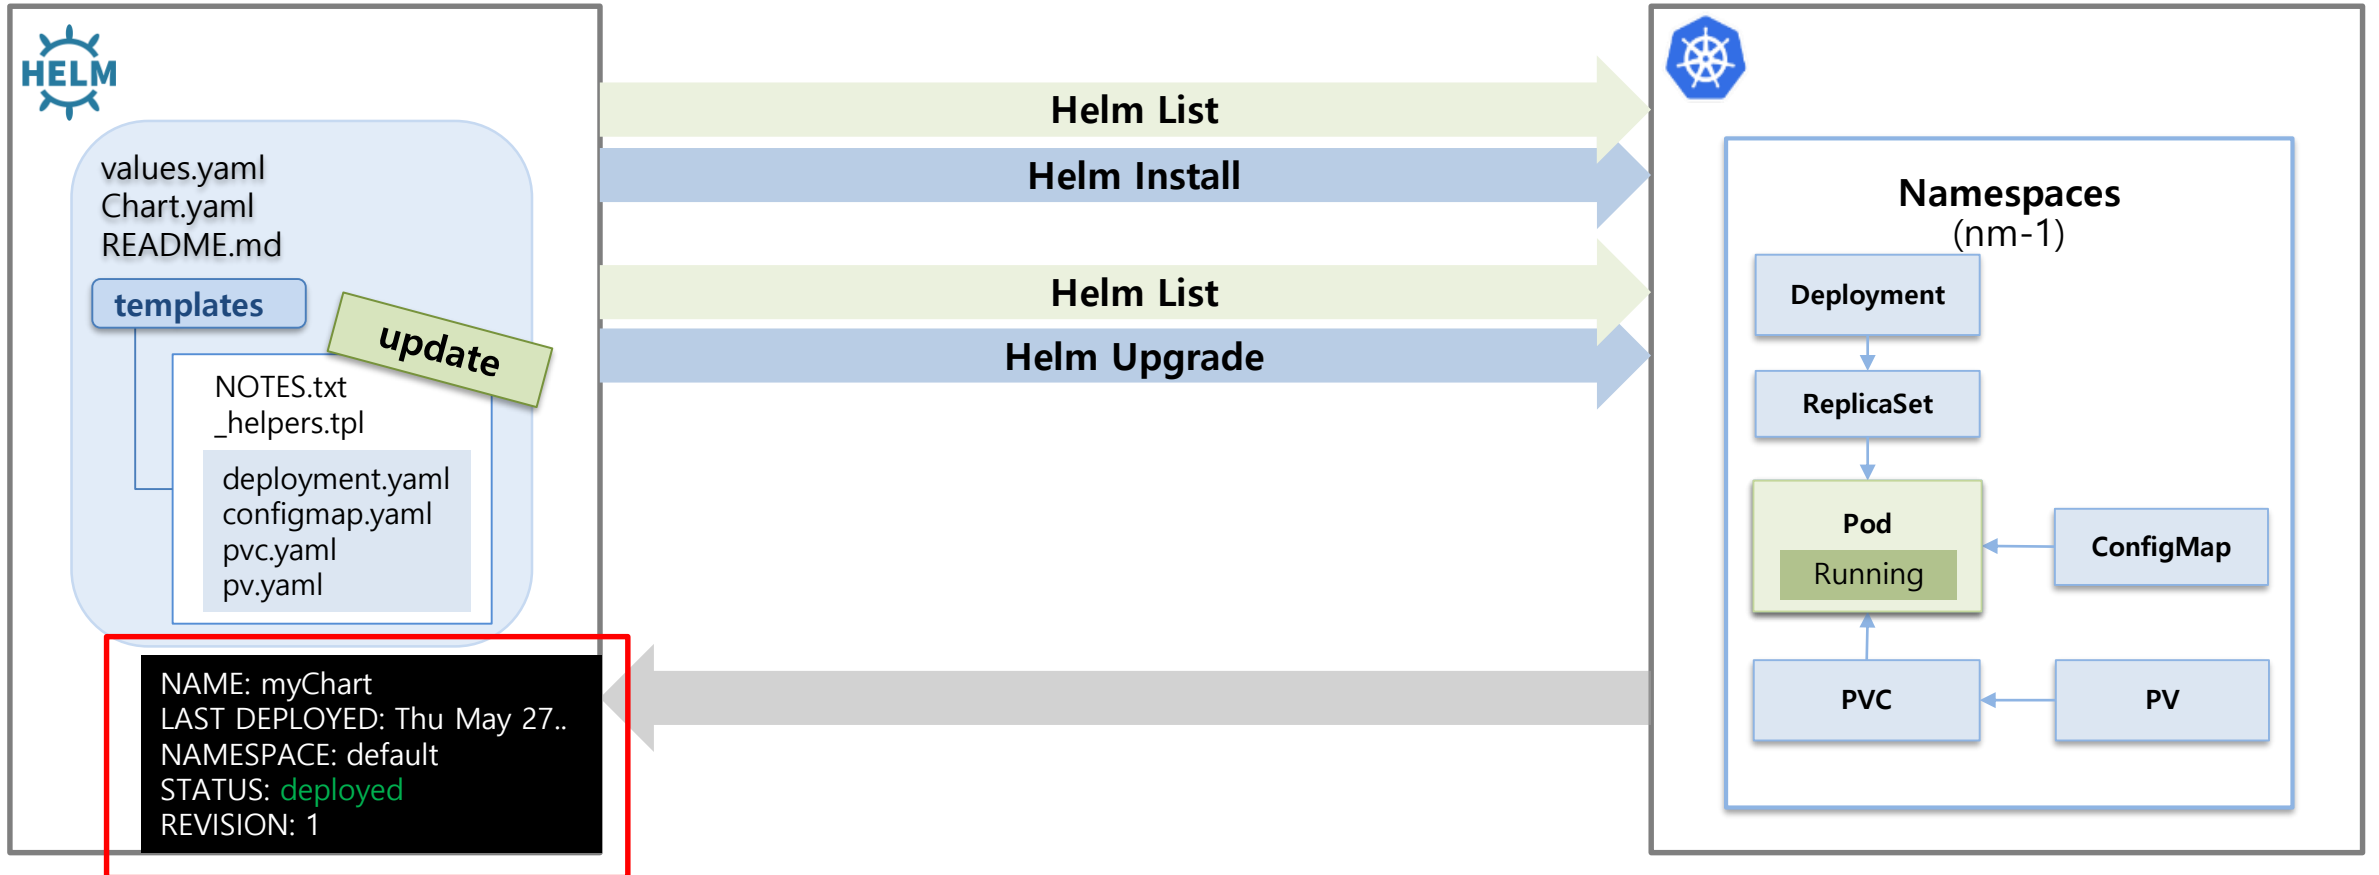 HELM
values.yaml
Chart.yaml
README.md
templates
update
NOTES.txt
_helpers.tpl
deployment.yaml
configmap.yaml
pvc.yaml
pv.yaml
NAME: myChart
LAST DEPLOYED: Thu May 27..
NAMESPACE: default
STATUS: deployed
REVISION: 1
Helm List
Helm Install
Helm List
Helm Upgrade
Namespaces
(nm-1)
Deployment
ReplicaSet
Pod
Running
ConfigMap
PVC
PV